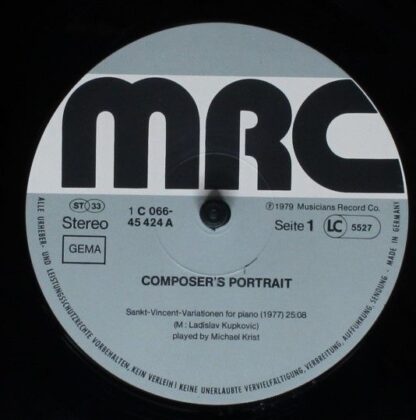 MRC
ST 33
Stereo
GEMA
1 C 066-
45 424 A
℗ 1979 Musicians Record Co.
Seite 1
LC 5527
COMPOSER'S PORTRAIT
Sankt-Vincent-Variationen for piano (1977) 25:08
(M: Ladislav Kupkovic)
played by Michael Krist
ALLE URHEBER- UND LEISTUNGSSCHUTZRECHTE VORBEHALTEN, KEIN VERLEIH! KEINE UNERLAUBTE VERVIELFÄLTIGUNG, VERBREITUNG, AUFFÜHRUNG, SENDUNG - MADE IN GERMANY